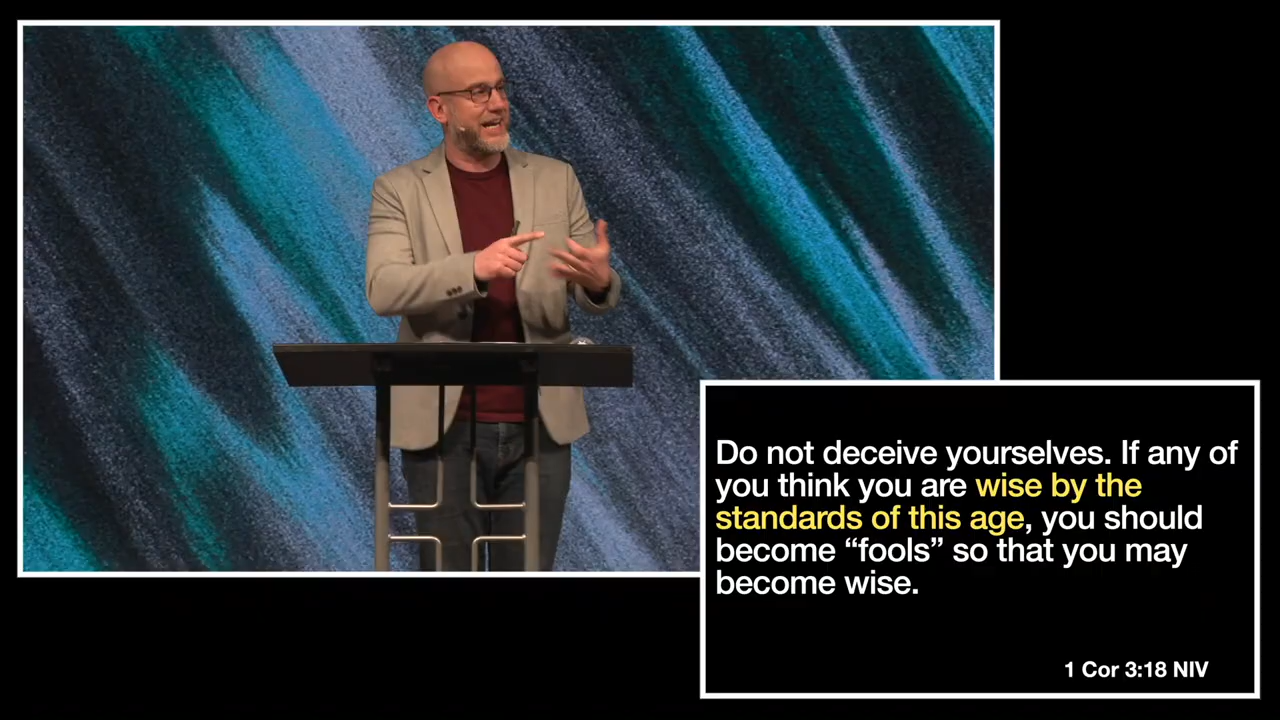 Do not deceive yourselves. If any of
you think you are wise by the
standards of this age, you should
become “fools” so that you may
become wise.
1 Cor 3:18 NIV